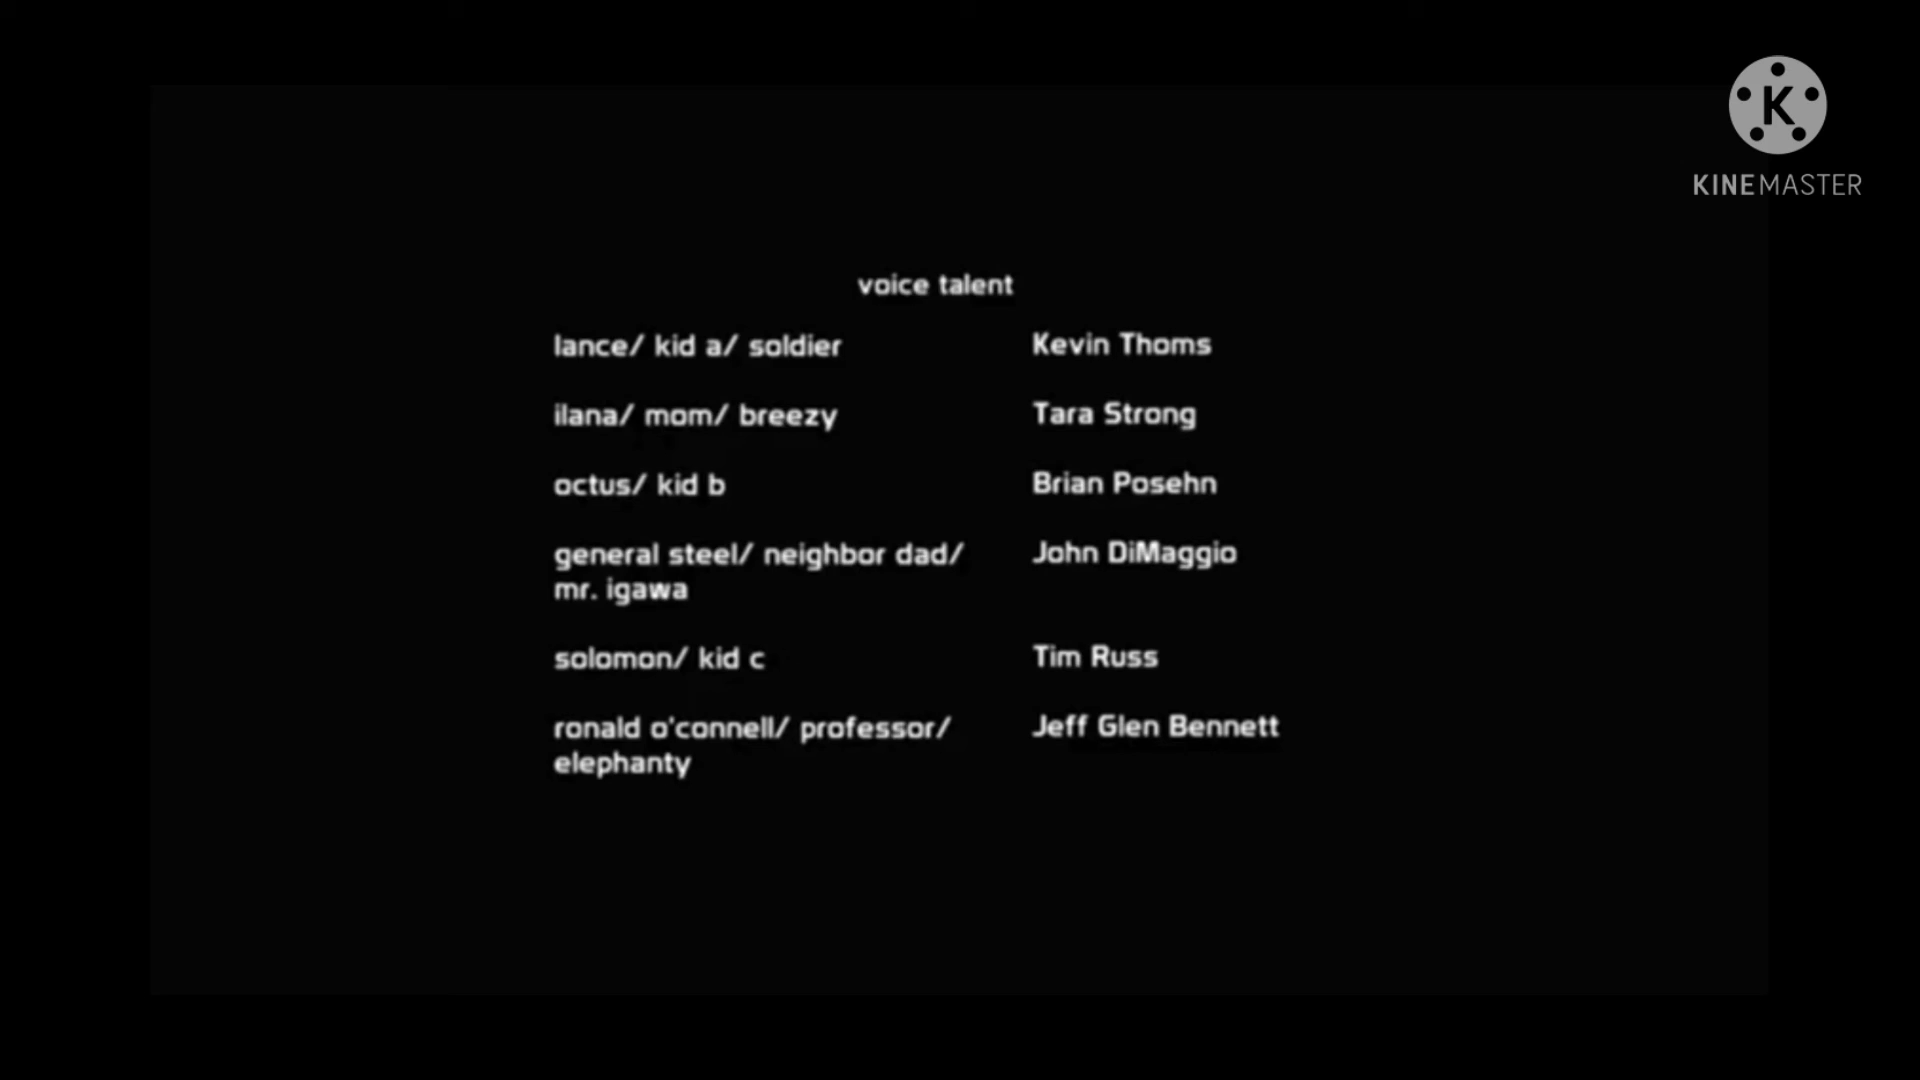 K
KINEMASTER
voice talent
lance/ kid a/ soldier Kevin Thoms
ilana/ mom/ breezy Tara Strong
octus/ kid b Brian Posehn
general steel/ neighbor dad/ John DiMaggio
mr. igawa
solomon/ kid c Tim Russ
ronald o'connell/ professor/ Jeff Glen Bennett
elephanty